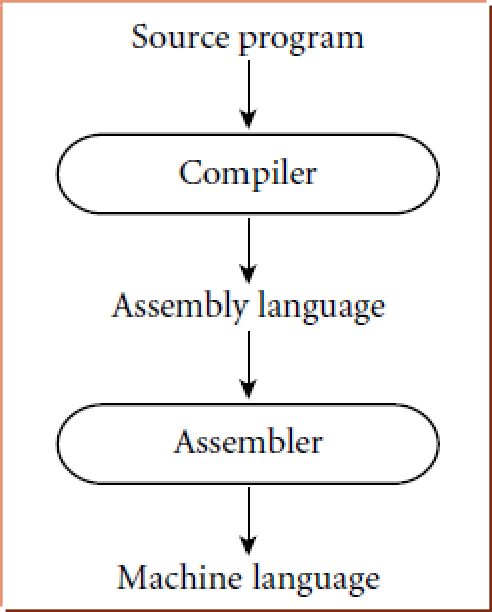 Source program
Compiler
Assembly language
Assembler
Machine language